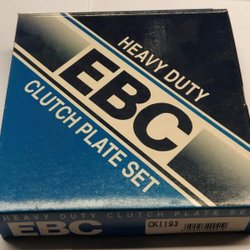 HEAVY DUTY
EBC
CLUTCH PLATE SET
EBC
HEAVY DUTY CLUTCH PLATE SET
CK1193